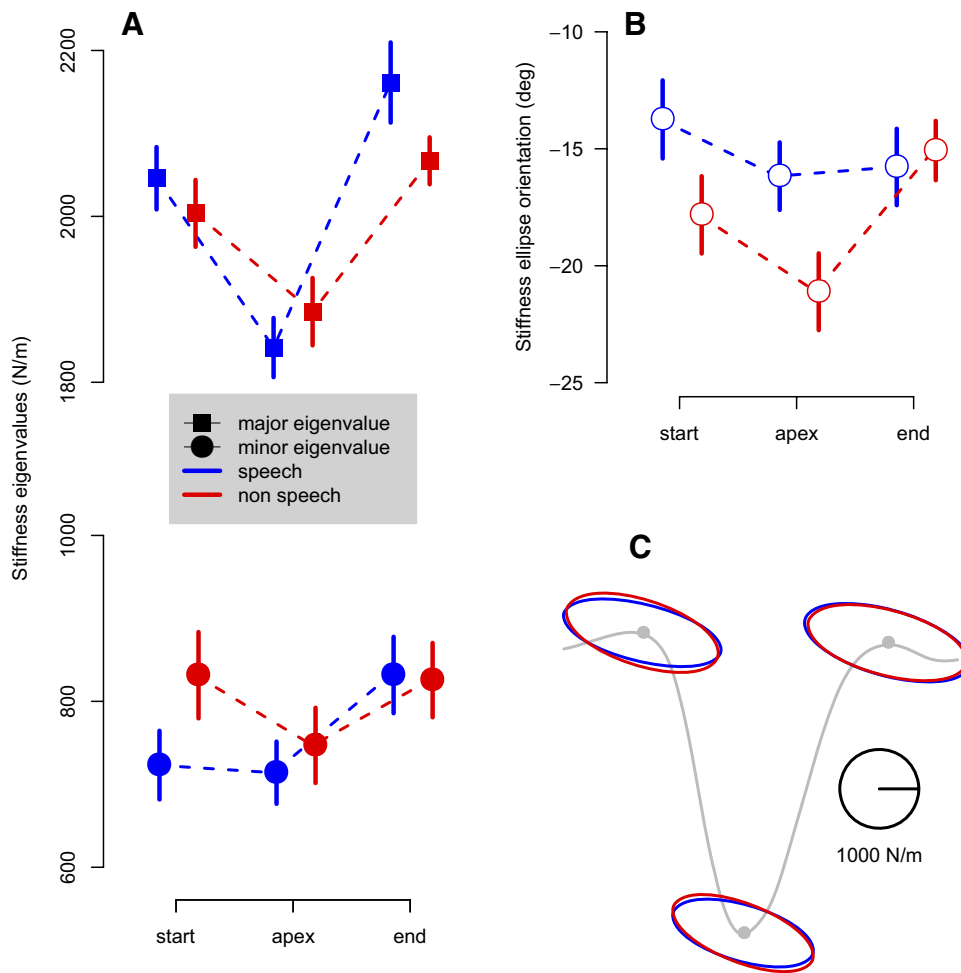 A
Stiffness eigenvalues (N/m)
2200
2000
1800
1000
800
600
major eigenvalue
minor eigenvalue
speech
non speech
start apex end
B
Stiffness ellipse orientation (deg)
−10
−15
−20
−25
start apex end
C
1000 N/m